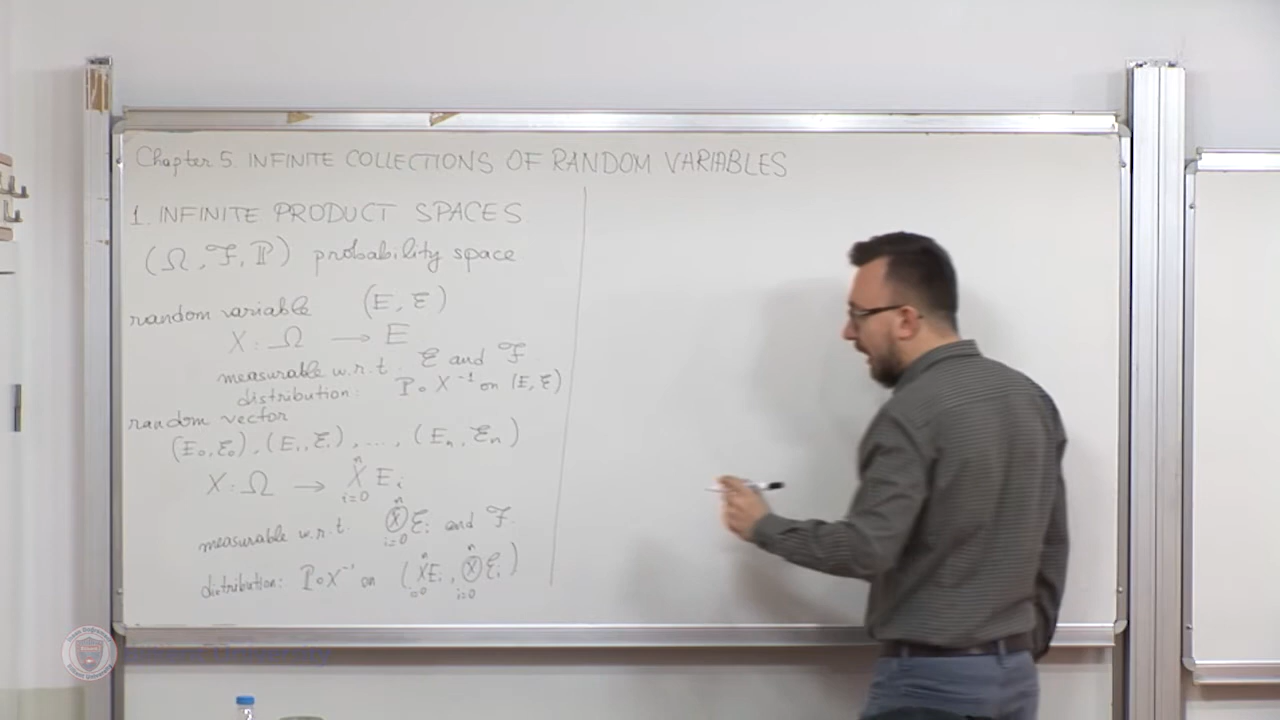 Chapter 5. INFINITE COLLECTIONS OF RANDOM VARIABLES
1. INFINITE PRODUCT SPACES
(Ω, ℱ, ℙ) probability space
random variable (E, ℰ)
X : Ω → E
measurable w.r.t. ℰ and ℱ
distribution: ℙ∘X⁻¹ on (E, ℰ)
random vector
(E₀, ℰ₀), (E₁, ℰ₁), ..., (Eₙ, ℰₙ)
X : Ω → X_{i=0}^{n} Eᵢ
measurable w.r.t. ⊗_{i=0}^{n} ℰᵢ and ℱ.
distribution: ℙ∘X⁻¹ on (X_{i=0}^{n} Eᵢ, ⊗_{i=0}^{n} ℰᵢ)